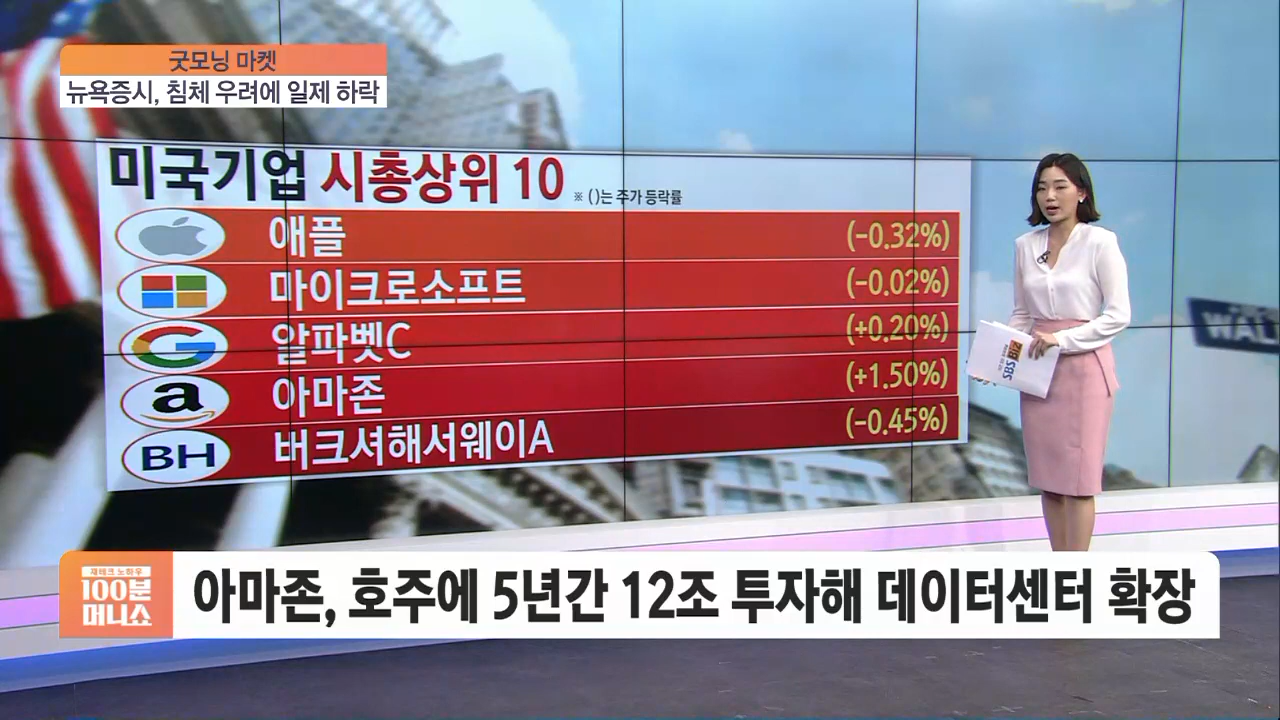 굿모닝 마켓
뉴욕증시, 침체 우려에 일제 하락
미국기업 시총상위 10 ※ ()는 주가 등락률
애플 (-0.32%)
마이크로소프트 (-0.02%)
알파벳C (+0.20%)
a 아마존 (+1.50%)
BH 버크셔해서웨이A (-0.45%)
WALL
SBS Biz
재테크 노하우
100분
머니쇼
아마존, 호주에 5년간 12조 투자해 데이터센터 확장